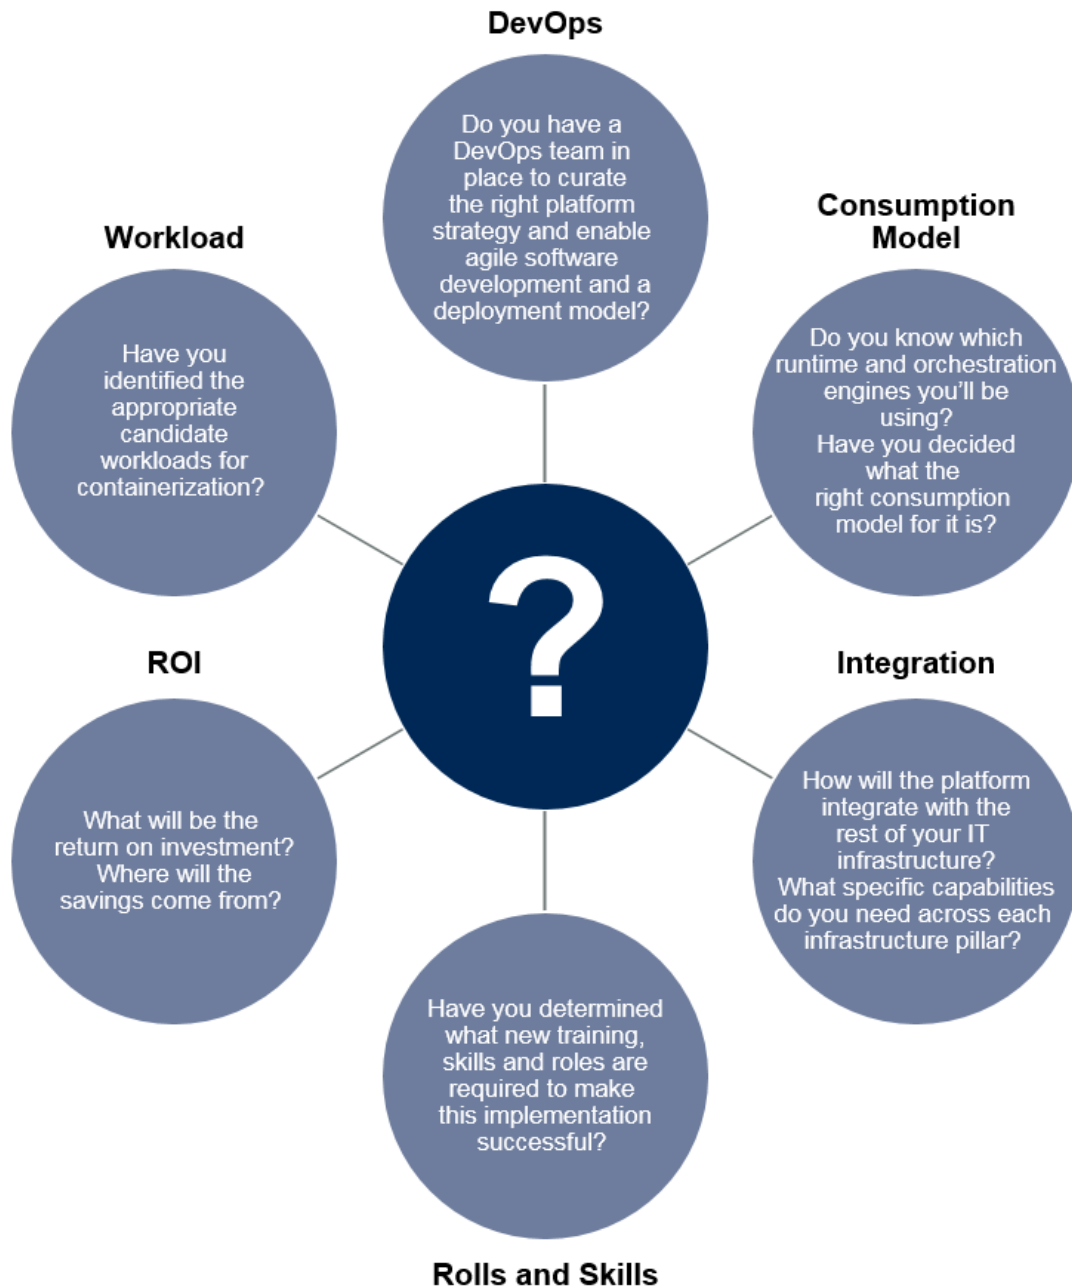 DevOps
Do you have a
DevOps team in
place to curate
the right platform
strategy and enable
agile software
development and a
deployment model?
Consumption
Model
Do you know which
runtime and orchestration
engines you’ll be
using?
Have you decided
what the
right consumption
model for it is?
Integration
How will the platform
integrate with the
rest of your IT
infrastructure?
What specific capabilities
do you need across each
infrastructure pillar?
Have you determined
what new training,
skills and roles are
required to make
this implementation
successful?
Rolls and Skills
ROI
What will be the
return on investment?
Where will the
savings come from?
Workload
Have you
identified the
appropriate
candidate
workloads for
containerization?
?